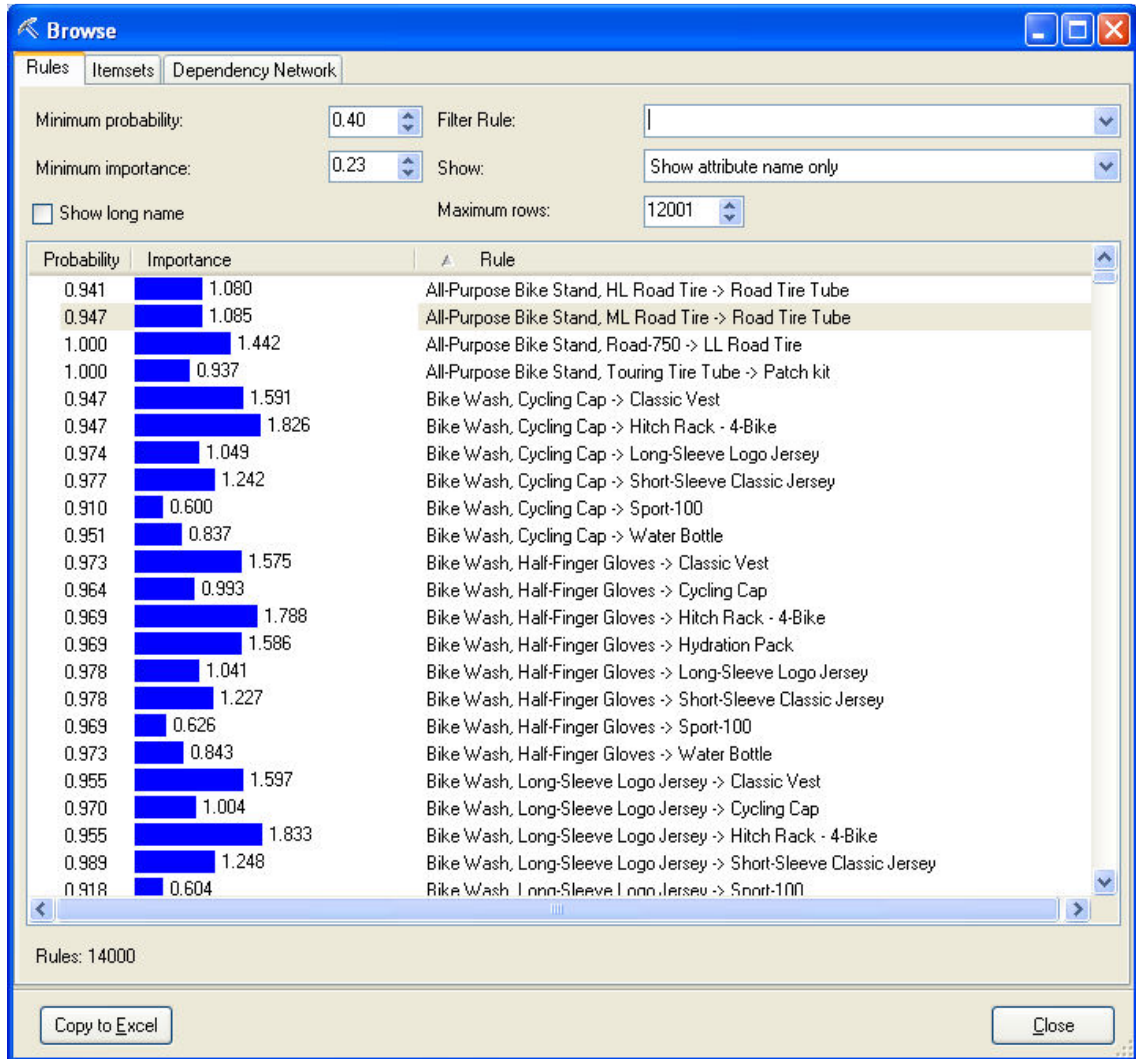 Browse
Rules Itemsets Dependency Network
Minimum probability: 0.40 Filter Rule:
Minimum importance: 0.23 Show: Show attribute name only
Show long name Maximum rows: 12001
Probability Importance Rule
0.941 1.080 All-Purpose Bike Stand, HL Road Tire -> Road Tire Tube
0.947 1.085 All-Purpose Bike Stand, ML Road Tire -> Road Tire Tube
1.000 1.442 All-Purpose Bike Stand, Road-750 -> LL Road Tire
1.000 0.937 All-Purpose Bike Stand, Touring Tire Tube -> Patch kit
0.947 1.591 Bike Wash, Cycling Cap -> Classic Vest
0.947 1.826 Bike Wash, Cycling Cap -> Hitch Rack - 4-Bike
0.974 1.049 Bike Wash, Cycling Cap -> Long-Sleeve Logo Jersey
0.977 1.242 Bike Wash, Cycling Cap -> Short-Sleeve Classic Jersey
0.910 0.600 Bike Wash, Cycling Cap -> Sport-100
0.951 0.837 Bike Wash, Cycling Cap -> Water Bottle
0.973 1.575 Bike Wash, Half-Finger Gloves -> Classic Vest
0.964 0.993 Bike Wash, Half-Finger Gloves -> Cycling Cap
0.969 1.788 Bike Wash, Half-Finger Gloves -> Hitch Rack - 4-Bike
0.969 1.586 Bike Wash, Half-Finger Gloves -> Hydration Pack
0.978 1.041 Bike Wash, Half-Finger Gloves -> Long-Sleeve Logo Jersey
0.978 1.227 Bike Wash, Half-Finger Gloves -> Short-Sleeve Classic Jersey
0.969 0.626 Bike Wash, Half-Finger Gloves -> Sport-100
0.973 0.843 Bike Wash, Half-Finger Gloves -> Water Bottle
0.955 1.597 Bike Wash, Long-Sleeve Logo Jersey -> Classic Vest
0.970 1.004 Bike Wash, Long-Sleeve Logo Jersey -> Cycling Cap
0.955 1.833 Bike Wash, Long-Sleeve Logo Jersey -> Hitch Rack - 4-Bike
0.989 1.248 Bike Wash, Long-Sleeve Logo Jersey -> Short-Sleeve Classic Jersey
0.918 0.604 Bike Wash, Long-Sleeve Logo Jersey -> Sport-100
Rules: 14000
Copy to Excel Close